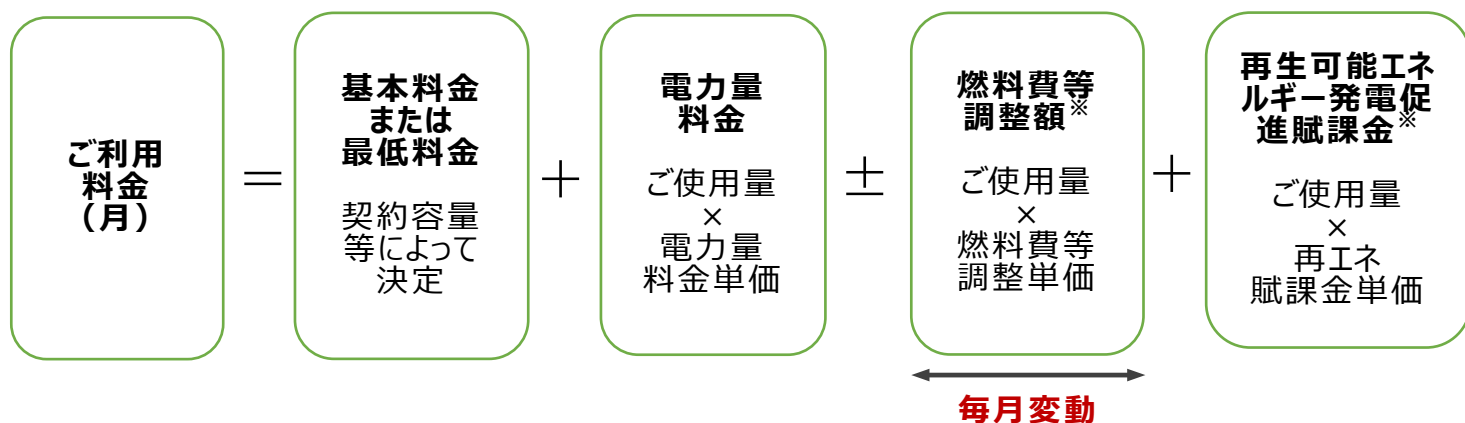 ご利用
料金
（月）
＝
基本料金
または
最低料金
契約容量
等によって
決定
＋
電力量
料金
ご使用量
×
電力量
料金単価
±
燃料費等
調整額※
ご使用量
×
燃料費等
調整単価
＋
再生可能エネ
ルギー発電促
進賦課金※
ご使用量
×
再エネ
賦課金単価
毎月変動